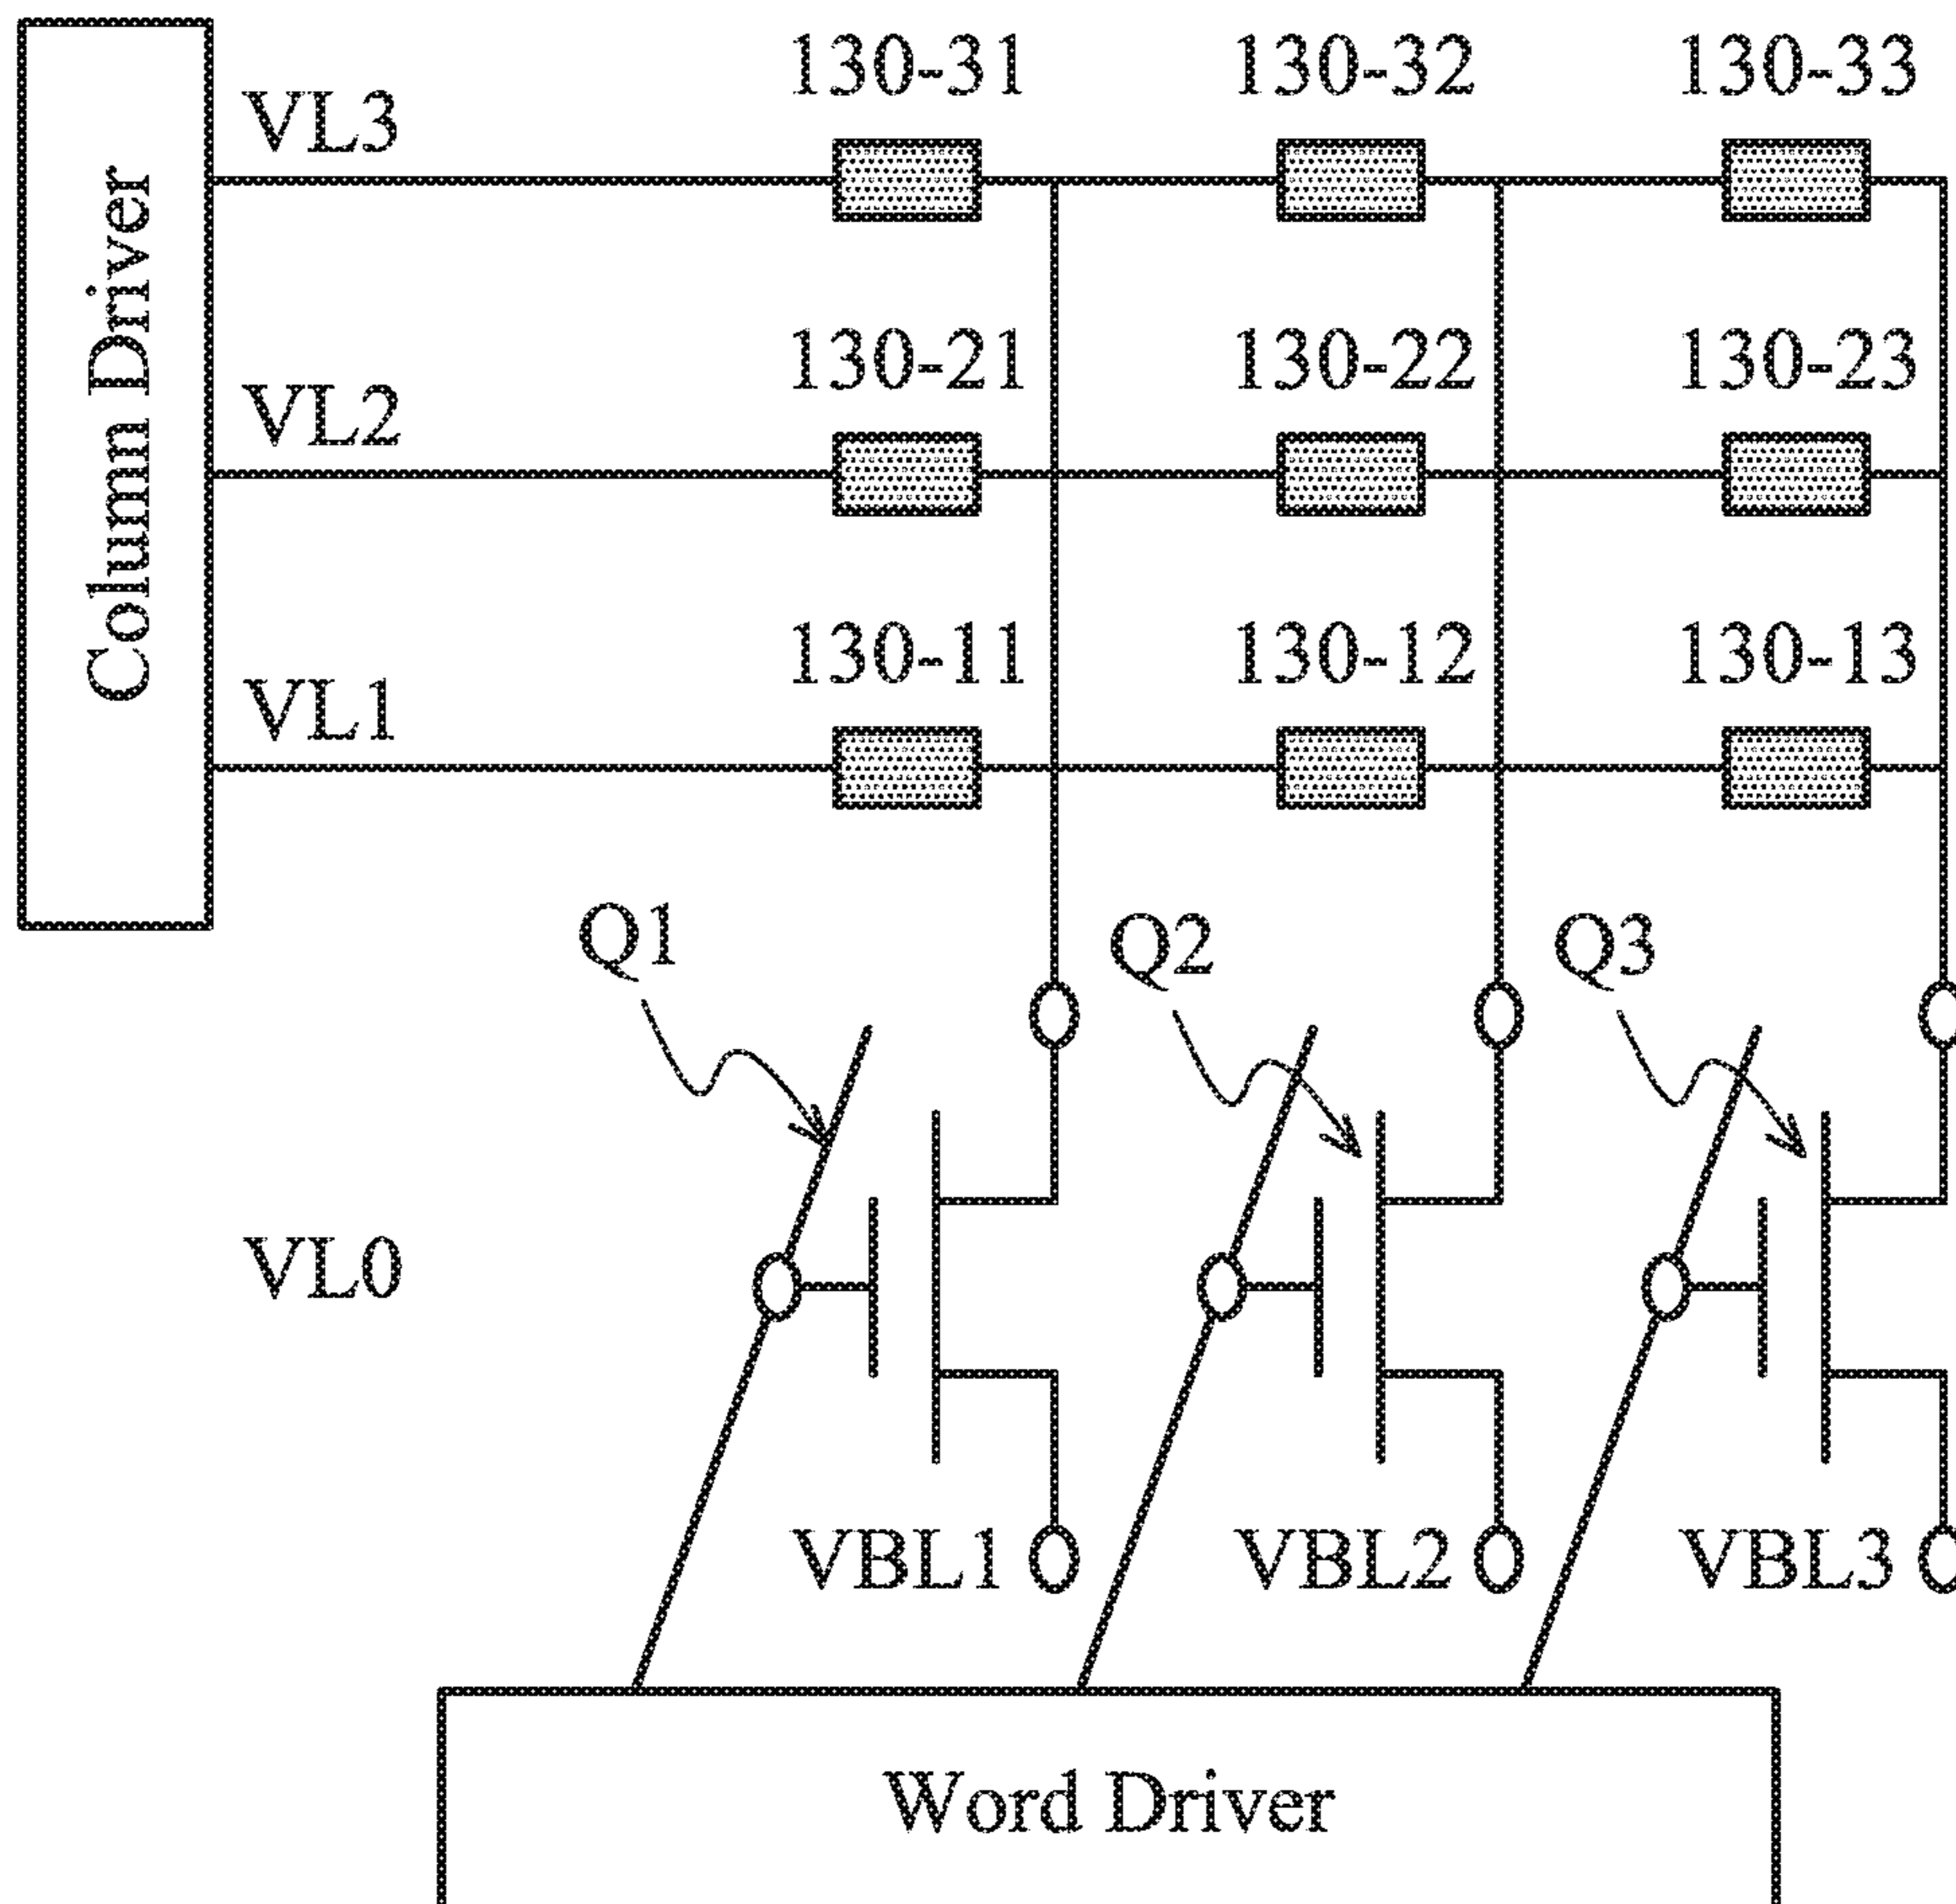 Column Driver
130-31 130-32 130-33
VL3
130-21 130-22 130-23
VL2
130-11 130-12 130-13
VL1
Q1 Q2 Q3
VL0
VBL1 VBL2 VBL3
Word Driver